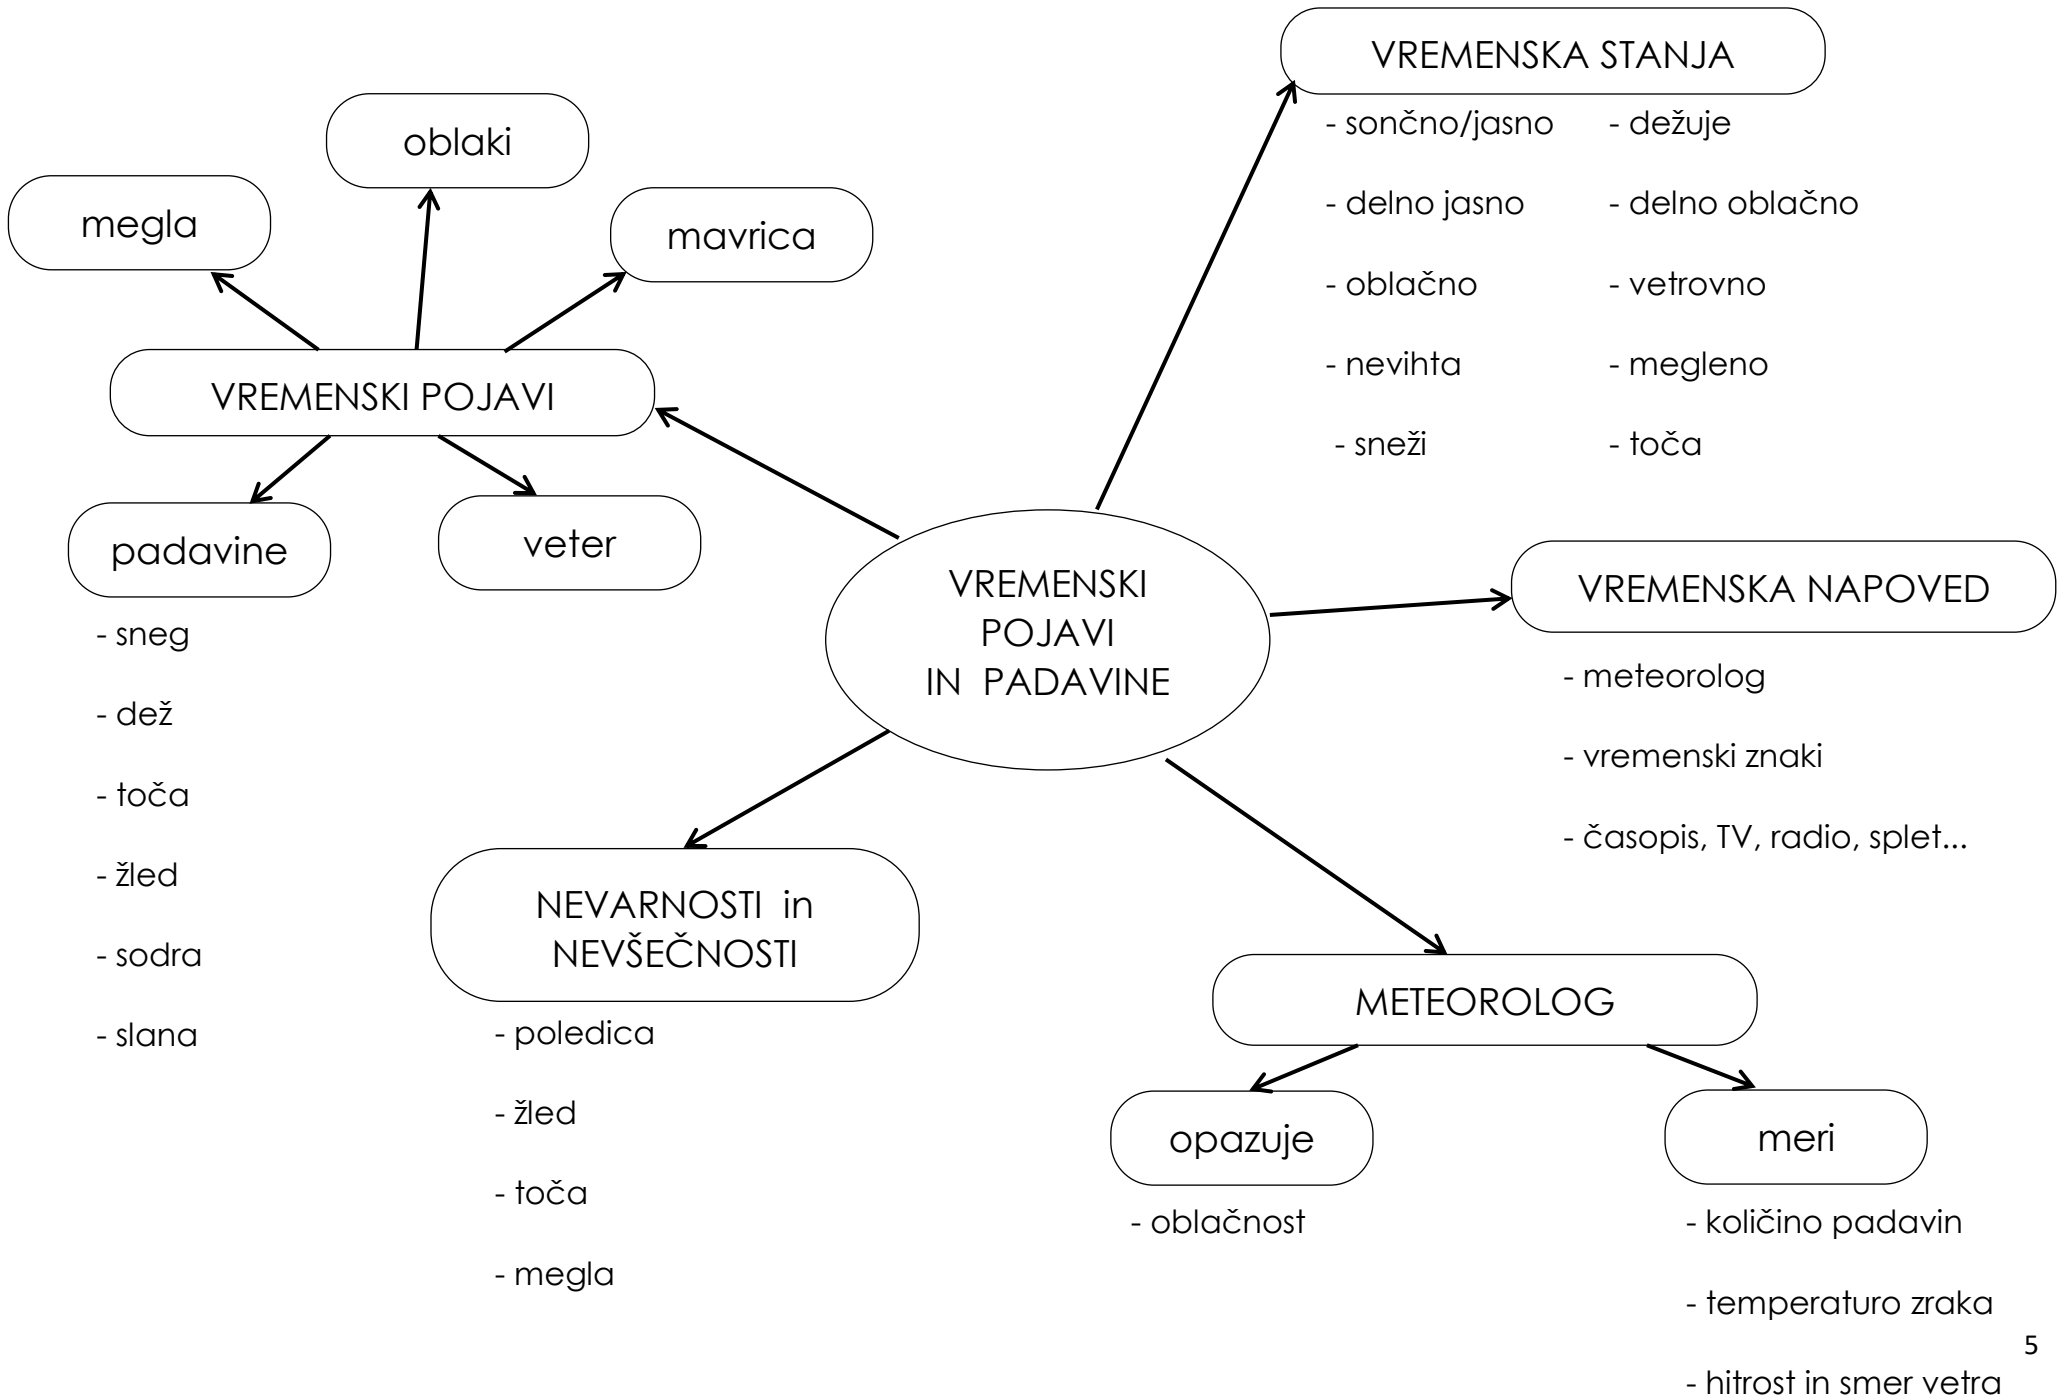 VREMENSKI
POJAVI
IN PADAVINE
VREMENSKI POJAVI
megla
oblaki
mavrica
padavine
- sneg
- dež
- toča
- žled
- sodra
- slana
veter
VREMENSKA STANJA
- sončno/jasno
- delno jasno
- oblačno
- nevihta
- sneži
- dežuje
- delno oblačno
- vetrovno
- megleno
- toča
VREMENSKA NAPOVED
- meteorolog
- vremenski znaki
- časopis, TV, radio, splet...
NEVARNOSTI in
NEVŠEČNOSTI
- poledica
- žled
- toča
- megla
METEOROLOG
opazuje
- oblačnost
meri
- količino padavin
- temperaturo zraka
- hitrost in smer vetra
5